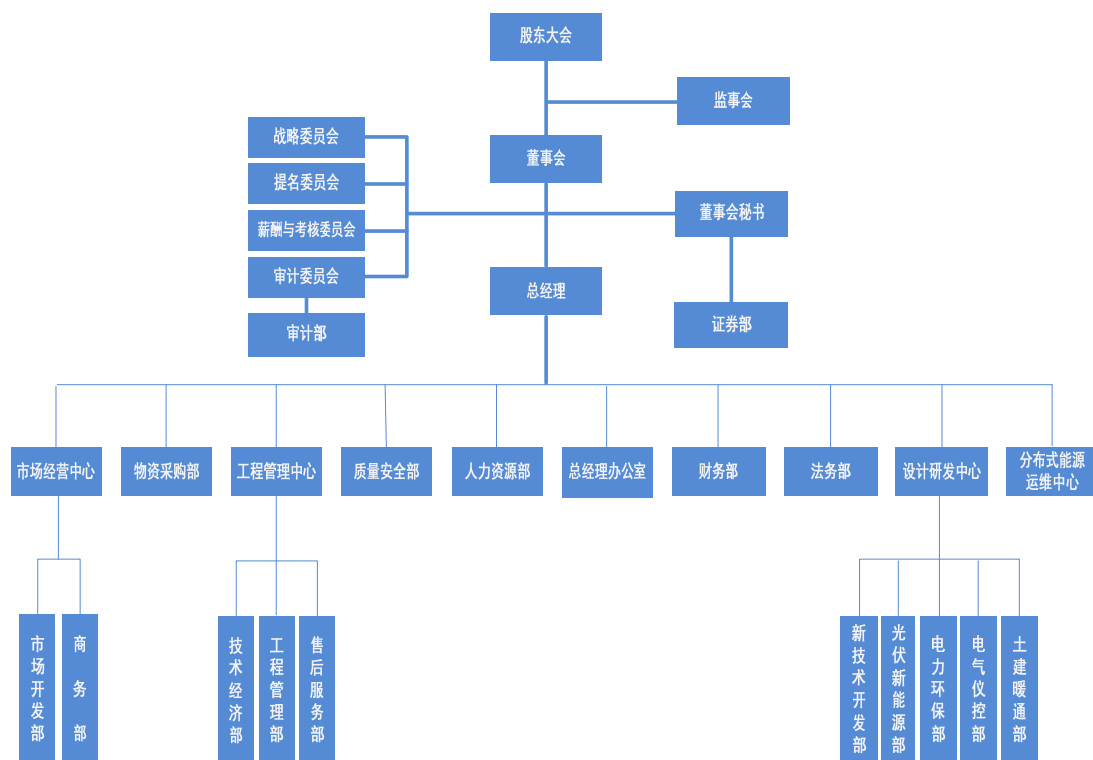 股东大会
监事会
战略委员会
董事会
提名委员会
董事会秘书
薪酬与考核委员会
审计委员会
总经理
审计部
证券部
市场经营中心
物资采购部
工程管理中心
质量安全部
人力资源部
总经理办公室
财务部
法务部
设计研发中心
分布式能源
运维中心
市场开发部
商务部
技术经济部
工程管理部
售后服务部
新技术开发部
光伏新能源部
电力环保部
电气仪控部
土建暖通部